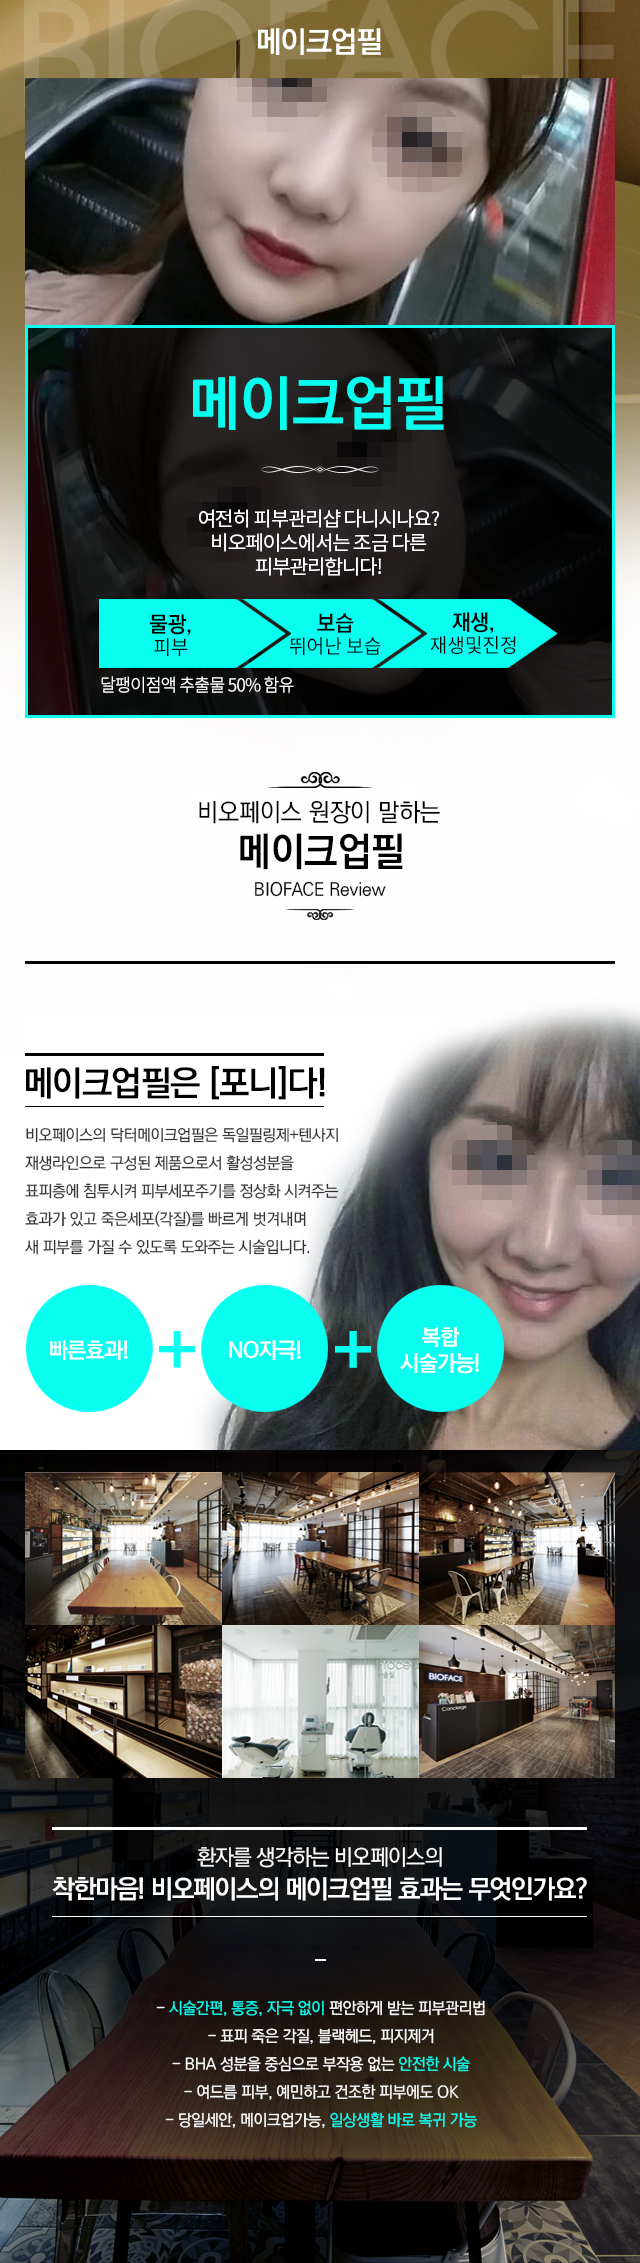 BIOFACE
메이크업필
메이크업필
여전히 피부관리샵 다니시나요?
비오페이스에서는 조금 다른
피부관리합니다!
물광,
피부
보습
뛰어난 보습
재생,
재생및진정
달팽이점액 추출물 50% 함유
비오페이스 원장이 말하는
메이크업필
BIOFACE Review
메이크업필은 [포니]다!
비오페이스의 닥터메이크업필은 독일필링제+텐사지
재생라인으로 구성된 제품으로서 활성성분을
표피층에 침투시켜 피부세포주기를 정상화 시켜주는
효과가 있고 죽은세포(각질)를 빠르게 벗겨내며
새 피부를 가질 수 있도록 도와주는 시술입니다.
빠른효과!
NO자극!
복합
시술가능!
BIOFACE
Concierge
환자를 생각하는 비오페이스의
착한마음! 비오페이스의 메이크업필 효과는 무엇인가요?
- 시술간편, 통증, 자극 없이 편안하게 받는 피부관리법
- 표피 죽은 각질, 블랙헤드, 피지제거
- BHA 성분을 중심으로 부작용 없는 안전한 시술
- 여드름 피부, 예민하고 건조한 피부에도 OK
- 당일세안, 메이크업가능, 일상생활 바로 복귀 가능